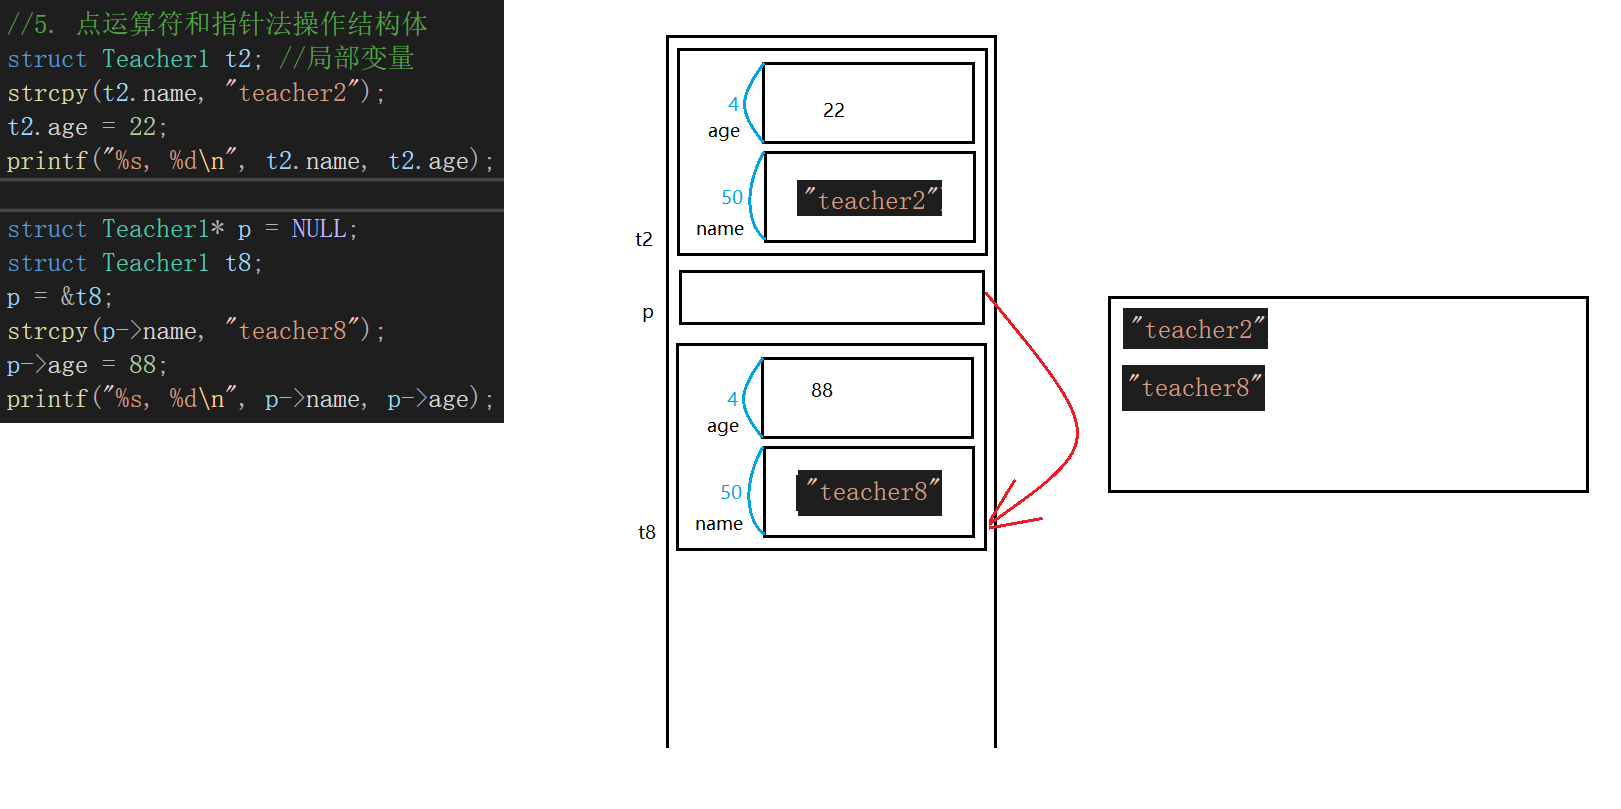 //5. 点运算符和指针法操作结构体
struct Teacher1 t2; //局部变量
strcpy(t2.name, "teacher2");
t2.age = 22;
printf("%s, %d\n", t2.name, t2.age);
struct Teacher1* p = NULL;
struct Teacher1 t8;
p = &t8;
strcpy(p->name, "teacher8");
p->age = 88;
printf("%s, %d\n", p->name, p->age);
4
age
22
50
name
"teacher2"
t2
p
4
age
88
50
name
"teacher8"
t8
"teacher2"
"teacher8"